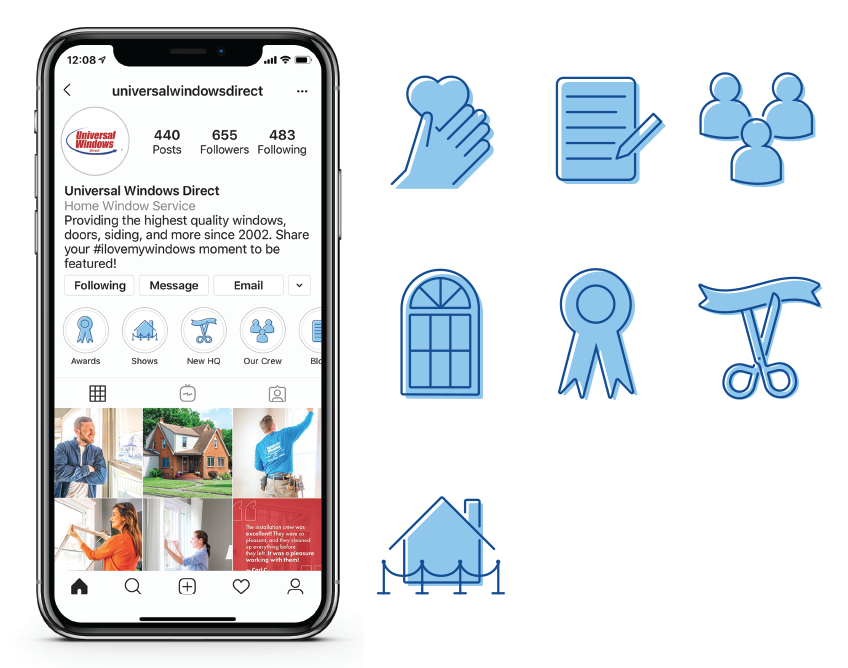 12:08
universalwindowsdirect
Universal
Windows
Direct
440
655
483
Posts
Followers
Following
Universal Windows Direct
Home Window Service
Providing the highest quality windows,
doors, siding, and more since 2002. Share
your #ilovemywindows moment to be
featured!
Following
Message
Email
Awards
Shows
New HQ
Our Crew
The installation crew was
excellent! They were so
pleasant, and they cleaned
up everything before
they left. It was a pleasure
working with them!